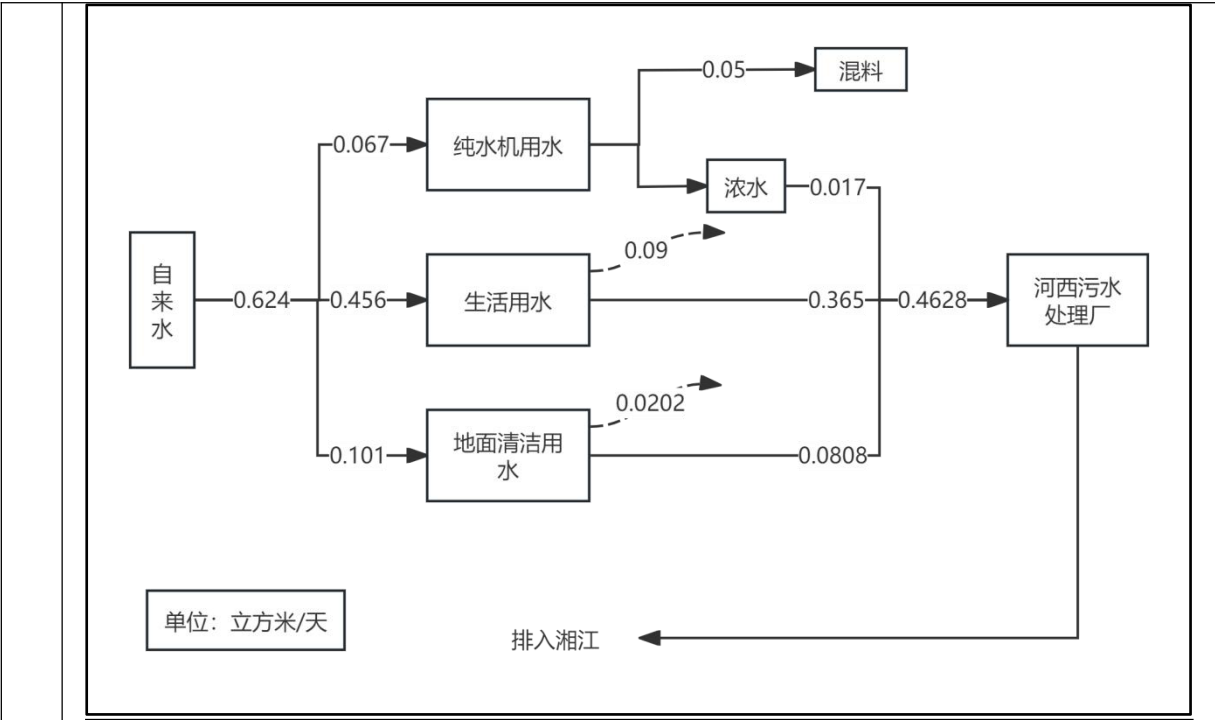 0.05
混料
0.067
纯水机用水
浓水
0.017
0.09
自
来
水
0.624
0.456
生活用水
0.365
0.4628
河西污水
处理厂
0.0202
0.101
地面清洁用
水
0.0808
单位：立方米/天
排入湘江